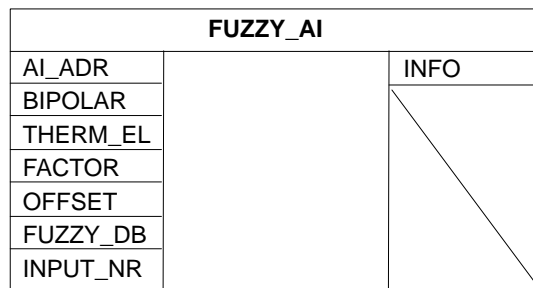 FUZZY_AI
AI_ADR
INFO
BIPOLAR
THERM_EL
FACTOR
OFFSET
FUZZY_DB
INPUT_NR